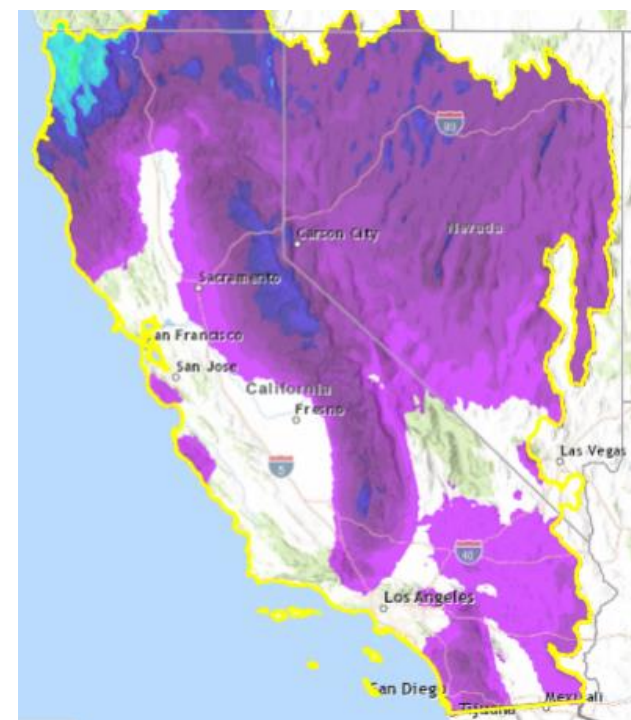 80
Carson City
Nevada
Sacramento
an Francisco
San Jose
California
Fresno
5
Las Vegas
40
Los Angeles
San Dieg
Tijuana
Mexicali